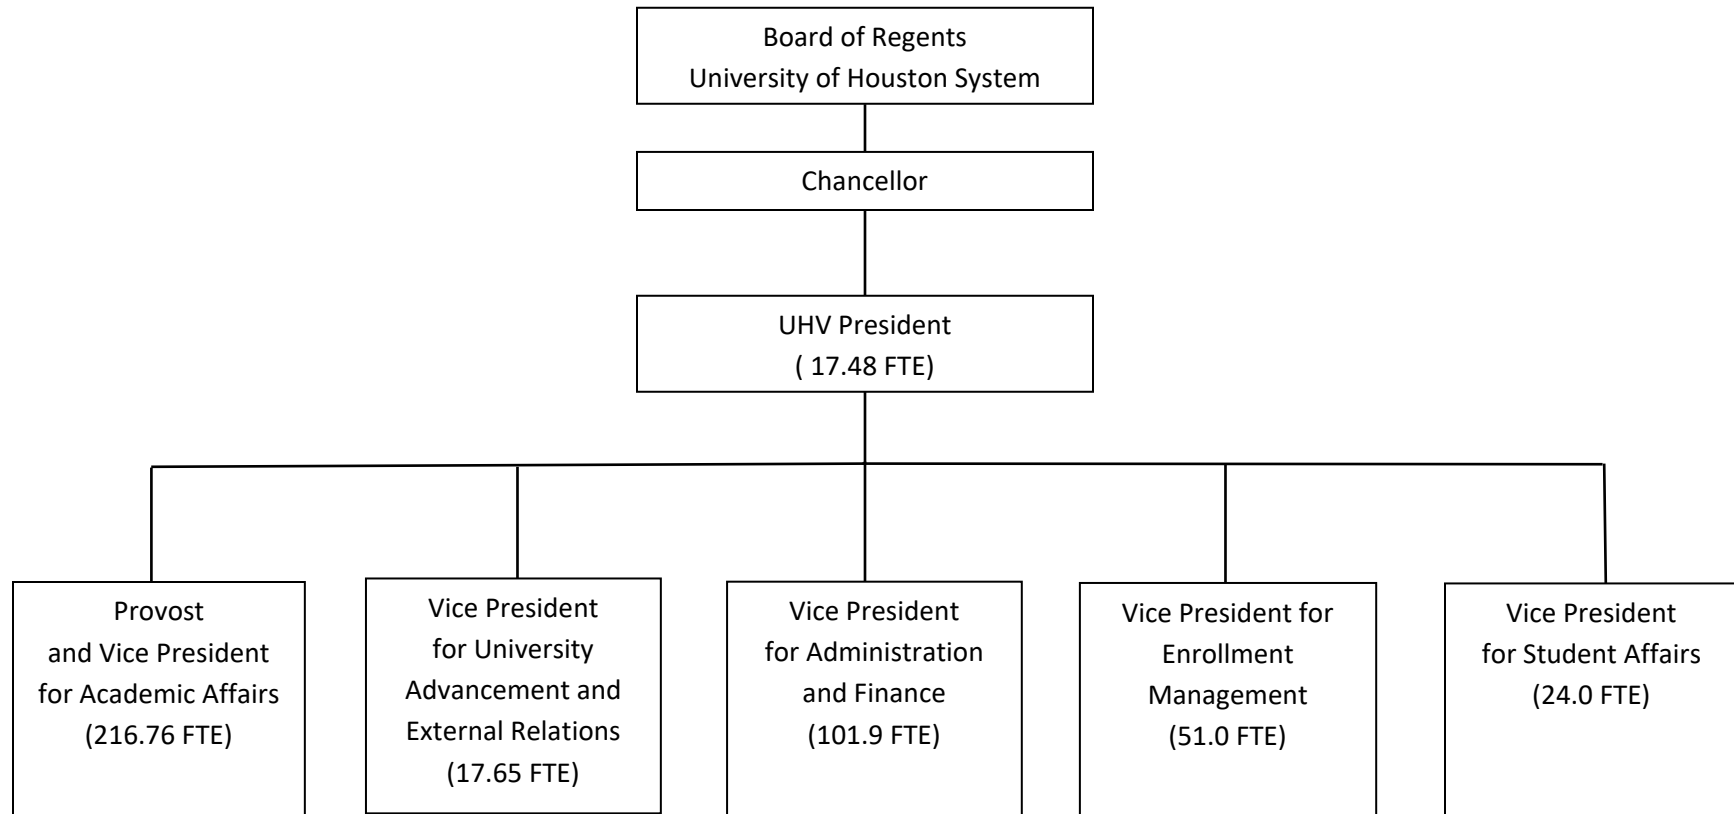 Board of Regents
University of Houston System
Chancellor
UHV President
( 17.48 FTE)
Provost
and Vice President
for Academic Affairs
(216.76 FTE)
Vice President
for University
Advancement and
External Relations
(17.65 FTE)
Vice President
for Administration
and Finance
(101.9 FTE)
Vice President for
Enrollment
Management
(51.0 FTE)
Vice President
for Student Affairs
(24.0 FTE)